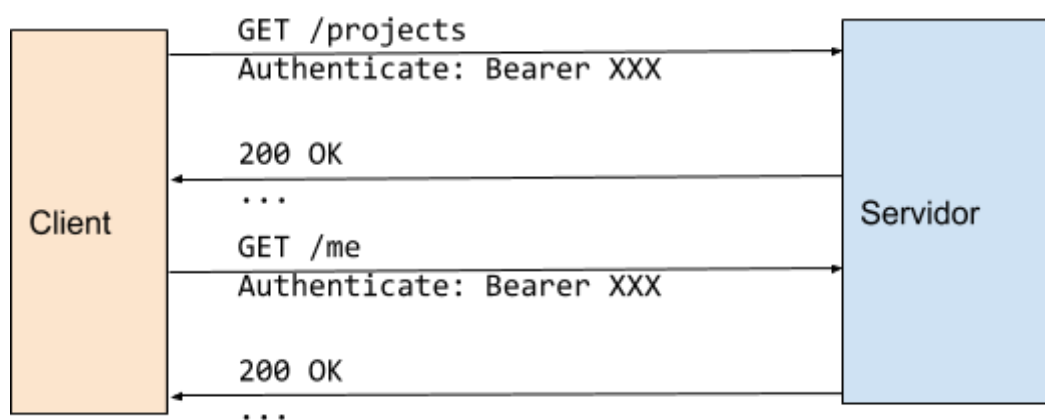 GET /projects
Authenticate: Bearer XXX
200 OK
...
Client
Servidor
GET /me
Authenticate: Bearer XXX
200 OK
...